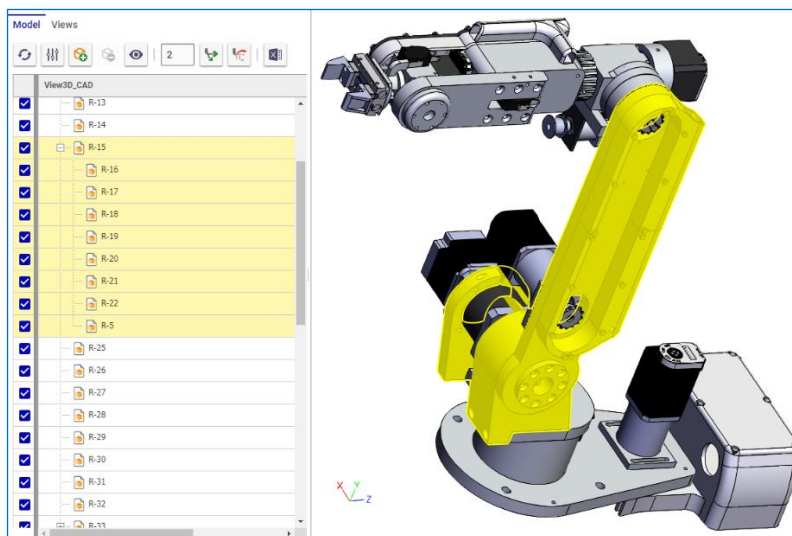 Model Views
2
View3D_CAD
R-13
R-14
R-15
R-16
R-17
R-18
R-19
R-20
R-21
R-22
R-5
R-25
R-26
R-27
R-28
R-29
R-30
R-31
R-32
R-33
X Y Z